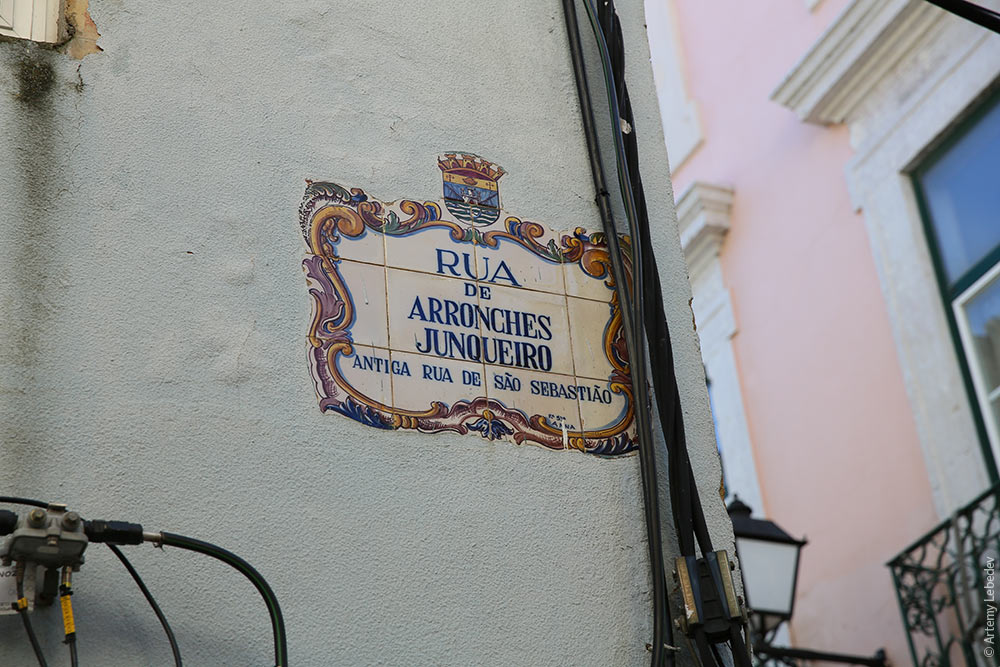 RUA
DE
ARRONCHES
JUNQUEIRO
ANTIGA RUA DE SÃO SEBASTIÃO
© Artemy Lebedev